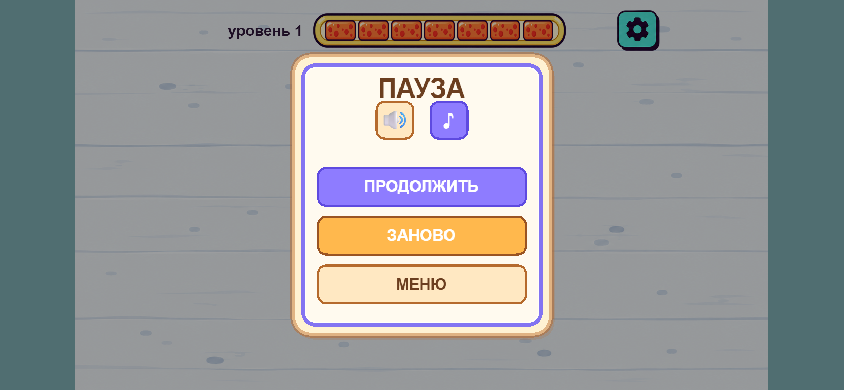 уровень 1
ПАУЗА
ПРОДОЛЖИТЬ
ЗАНОВО
МЕНЮ